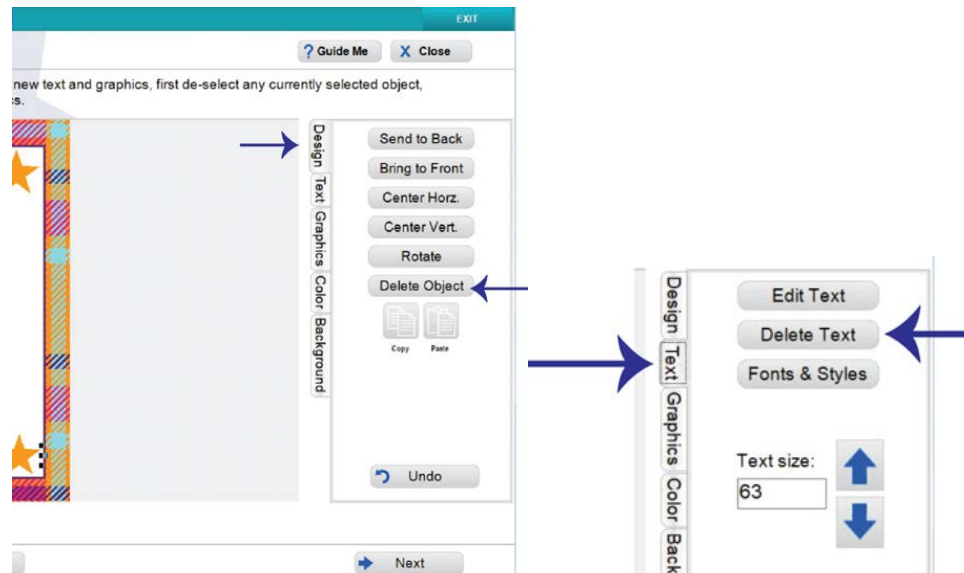 EXIT
? Guide Me
X Close
new text and graphics, first de-select any currently selected object,
s.
Design
Text
Graphics
Color
Background
Send to Back
Bring to Front
Center Horz.
Center Vert.
Rotate
Delete Object
Copy Paste
Undo
Next
Design
Text
Graphics
Color
Back
Edit Text
Delete Text
Fonts & Styles
Text size:
63